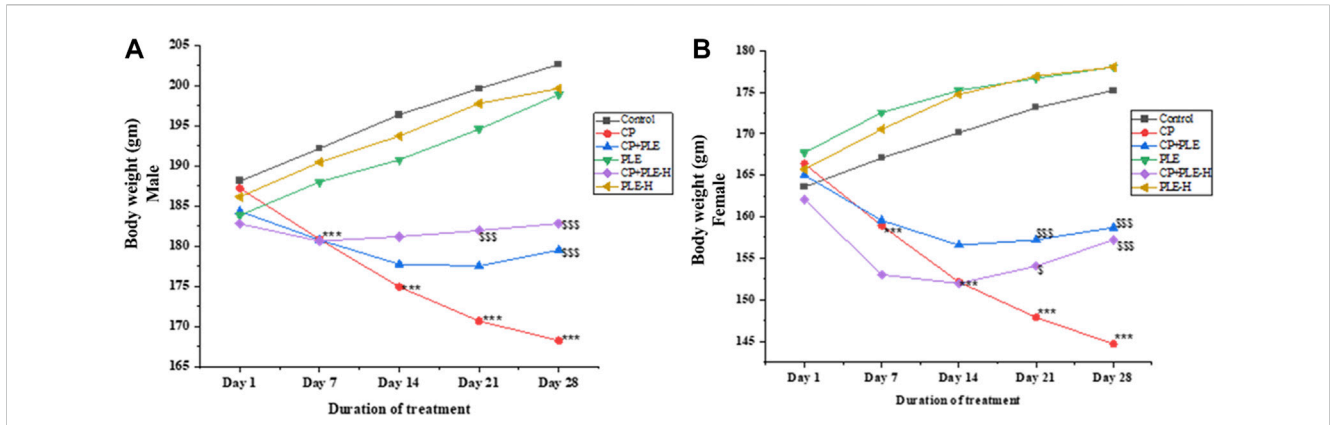 A
205
200
195
190
185
180
175
170
165
Body weight (gm)
Male
Control
CP
CP+PLE
PLE
CP+PLE-H
PLE-H
***
***
***
***
$$$
$$$
$$$
Day 1 Day 7 Day 14 Day 21 Day 28
Duration of treatment
B
180
175
170
165
160
155
150
145
Body weight (gm)
Female
Control
CP
CP+PLE
PLE
CP+PLE-H
PLE-H
***
***
***
***
$$$
$
$$$
$$$
Day 1 Day 7 Day 14 Day 21 Day 28
Duration of treatment